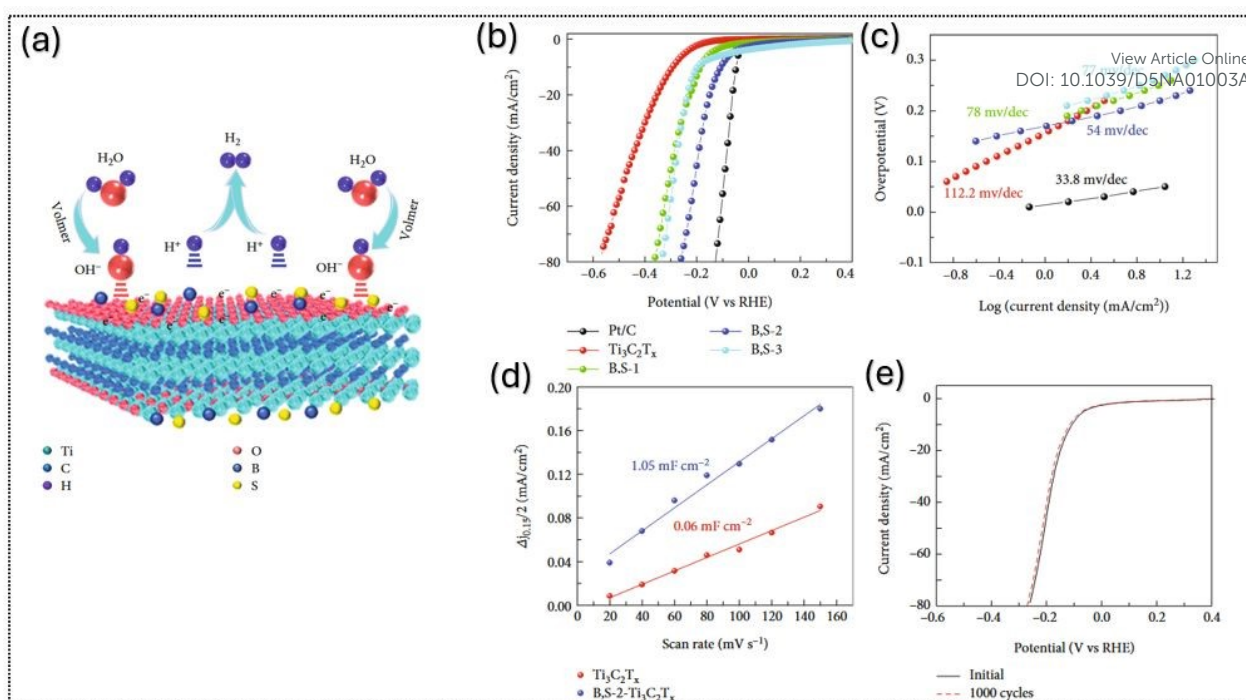 (a)
H₂
H₂O
H₂O
Volmer
Volmer
H⁺
H⁺
OH⁻
OH⁻
e⁻
e⁻
e⁻
e⁻
e⁻
e⁻
e⁻
Ti
C
H
O
B
S
(b)
Current density (mA/cm²)
0
−20
−40
−60
−80
−0.6
−0.4
−0.2
0.0
0.2
0.4
Potential (V vs RHE)
Pt/C
Ti₃C₂Tₓ
B,S-1
B,S-2
B,S-3
(c)
View Article Online
DOI: 10.1039/D5NA01003A
Overpotential (V)
0.3
0.2
0.1
0.0
−0.1
77 mv/dec
78 mv/dec
54 mv/dec
112.2 mv/dec
33.8 mv/dec
−0.8
−0.4
0.0
0.4
0.8
1.2
Log (current density (mA/cm²))
(d)
Δj₀.₁₅/2 (mA/cm²)
0.20
0.16
0.12
0.08
0.04
0.00
1.05 mF cm⁻²
0.06 mF cm⁻²
20
40
60
80
100
120
140
160
Scan rate (mV s⁻¹)
Ti₃C₂Tₓ
B,S-2-Ti₃C₂Tₓ
(e)
Current density (mA/cm²)
0
−20
−40
−60
−80
−0.6
−0.4
−0.2
0.0
0.2
0.4
Potential (V vs RHE)
Initial
1000 cycles